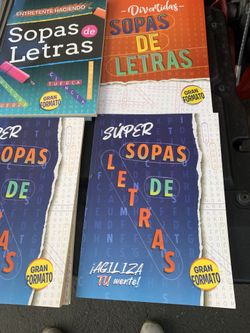 ENTRETENTE HACIENDO
Sopas de
Letras
GRAN
FORMATO
- Divertidas -
SOPAS
DE
LETRAS
GRAN
FORMATO
SÚPER
SOPAS
DE
LETRAS
GRAN
FORMATO
SÚPER
SOPAS
DE
LETRAS
¡AGILIZA
TU mente!
GRAN
FORMATO